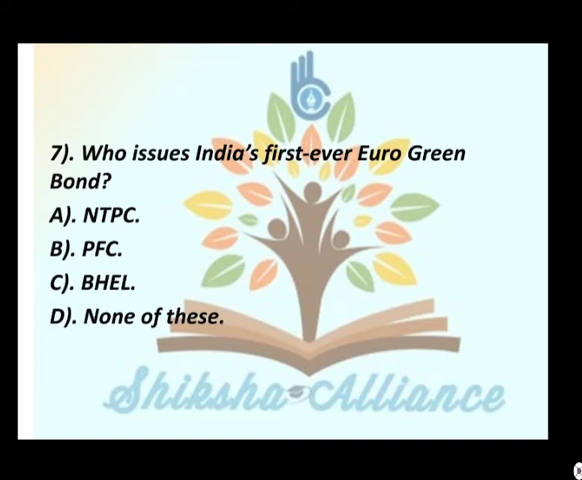 7). Who issues India's first-ever Euro Green
Bond?
A). NTPC.
B). PFC.
C). BHEL.
D). None of these.
Shiksha Alliance